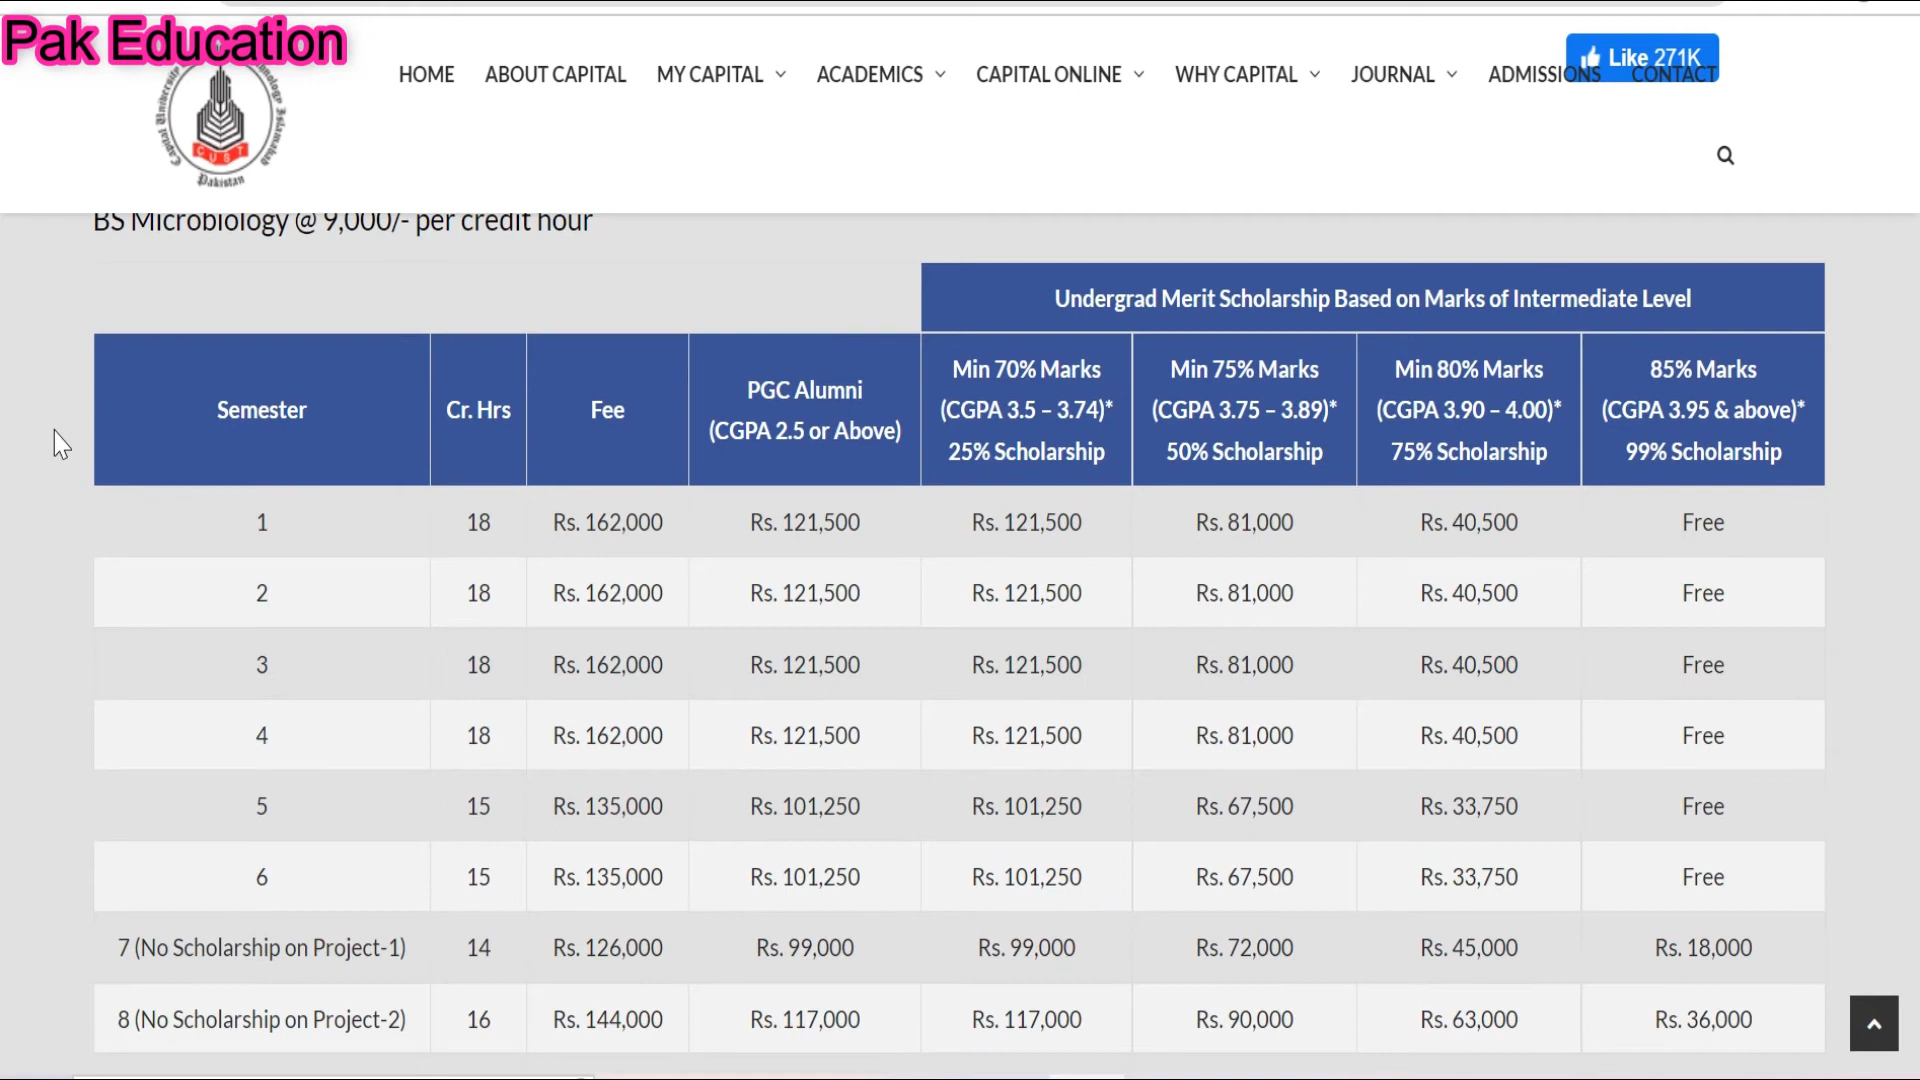 Pak Education
HOME ABOUT CAPITAL MY CAPITAL ACADEMICS CAPITAL ONLINE WHY CAPITAL JOURNAL ADMISSIONS CONTACT
Like 271K
Capital University Islamabad
CUST
Pakistan
BS Microbiology @ 9,000/- per credit hour
Undergrad Merit Scholarship Based on Marks of Intermediate Level
Semester
Cr. Hrs
Fee
PGC Alumni
(CGPA 2.5 or Above)
Min 70% Marks
(CGPA 3.5 – 3.74)*
25% Scholarship
Min 75% Marks
(CGPA 3.75 – 3.89)*
50% Scholarship
Min 80% Marks
(CGPA 3.90 – 4.00)*
75% Scholarship
85% Marks
(CGPA 3.95 & above)*
99% Scholarship
1 18 Rs. 162,000 Rs. 121,500 Rs. 121,500 Rs. 81,000 Rs. 40,500 Free
2 18 Rs. 162,000 Rs. 121,500 Rs. 121,500 Rs. 81,000 Rs. 40,500 Free
3 18 Rs. 162,000 Rs. 121,500 Rs. 121,500 Rs. 81,000 Rs. 40,500 Free
4 18 Rs. 162,000 Rs. 121,500 Rs. 121,500 Rs. 81,000 Rs. 40,500 Free
5 15 Rs. 135,000 Rs. 101,250 Rs. 101,250 Rs. 67,500 Rs. 33,750 Free
6 15 Rs. 135,000 Rs. 101,250 Rs. 101,250 Rs. 67,500 Rs. 33,750 Free
7 (No Scholarship on Project-1) 14 Rs. 126,000 Rs. 99,000 Rs. 99,000 Rs. 72,000 Rs. 45,000 Rs. 18,000
8 (No Scholarship on Project-2) 16 Rs. 144,000 Rs. 117,000 Rs. 117,000 Rs. 90,000 Rs. 63,000 Rs. 36,000